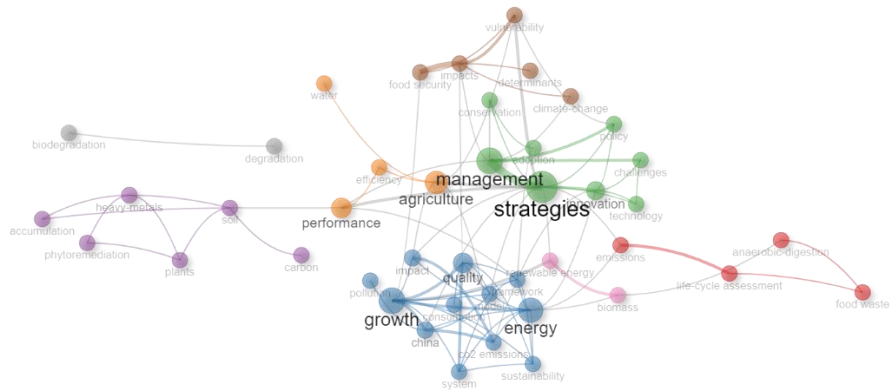 vulnerability
food security
impacts
determinants
water
conservation
climate-change
policy
biodegradation
degradation
adoption
challenges
efficiency
management
agriculture
strategies
innovation
technology
heavy-metals
accumulation
soil
performance
phytoremediation
plants
carbon
impact
quality
renewable energy
emissions
anaerobic-digestion
life-cycle assessment
food waste
pollution
framework
biomass
growth
consumption
energy
china
co2 emissions
system
sustainability